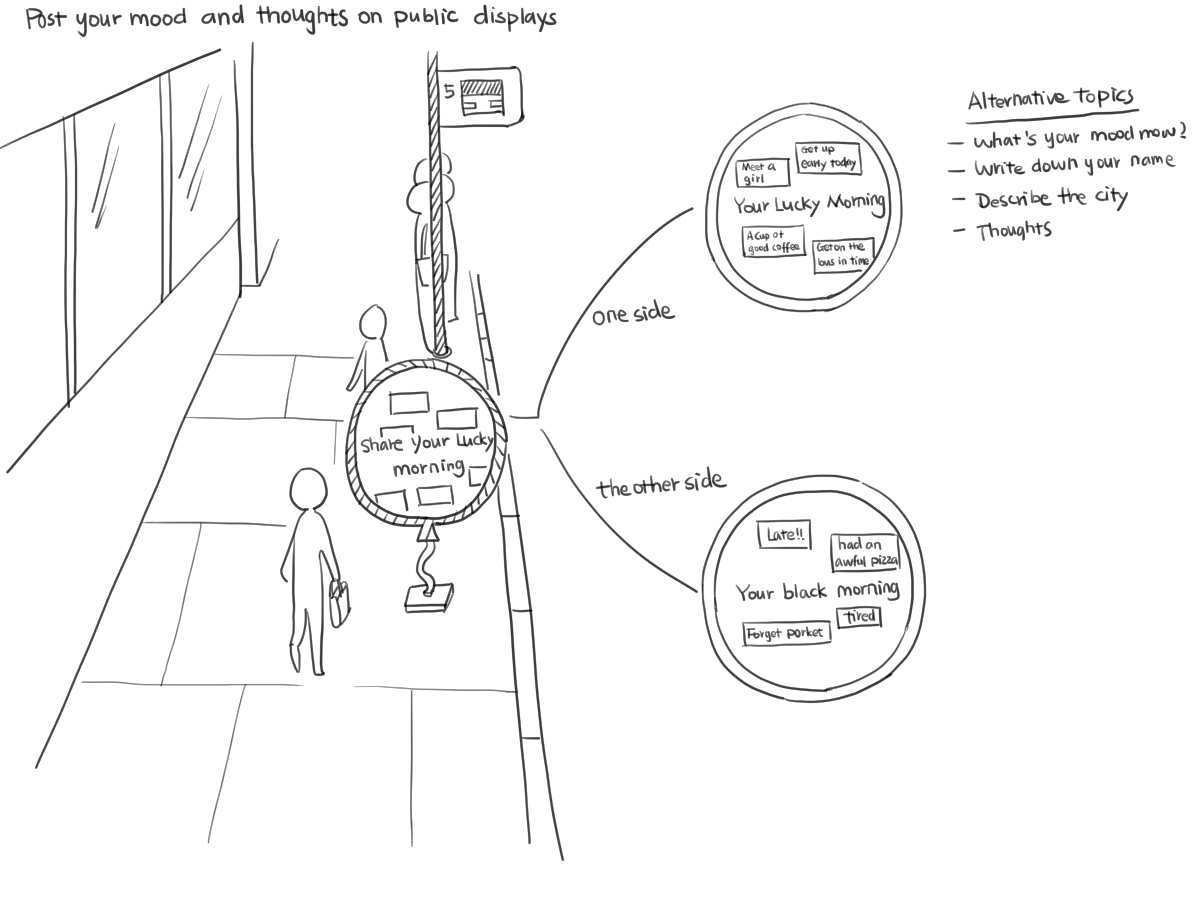 Post your mood and thoughts on public displays
5
Share Your Lucky
morning
one side
the other side
Meet a
girl
Get up
early today
Your Lucky Morning
A Cup of
good coffee
Get on the
bus in time
Late!!
had an
awful pizza
Your black morning
tired
Forget porket
Alternative Topics
- What's your mood now?
- Write down your name
- Describe the city
- Thoughts